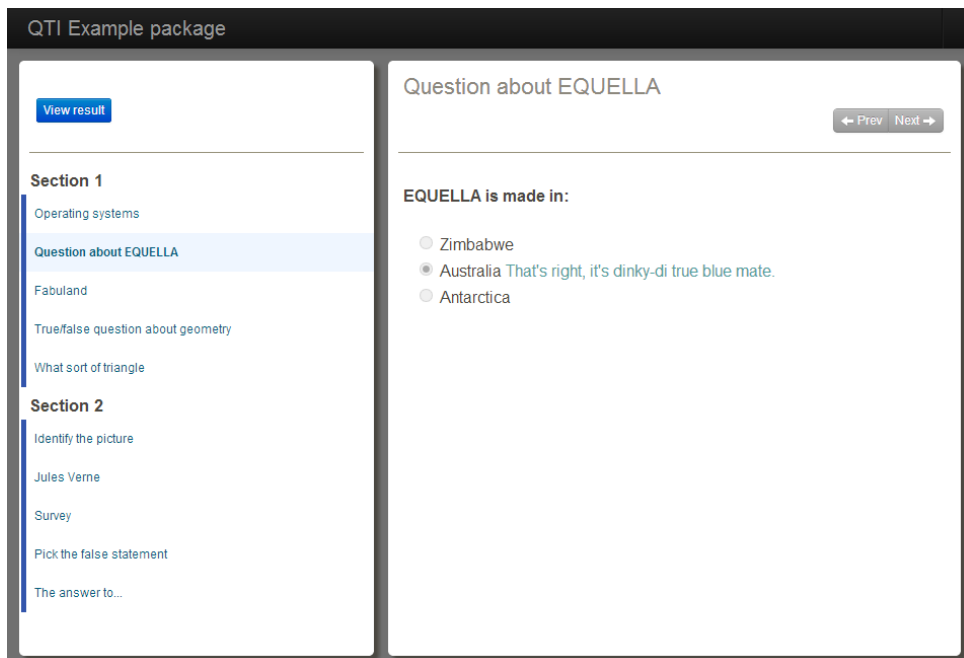 QTI Example package
View result
Section 1
Operating systems
Question about EQUELLA
Fabuland
True/false question about geometry
What sort of triangle
Section 2
Identify the picture
Jules Verne
Survey
Pick the false statement
The answer to...
Question about EQUELLA
Prev Next
EQUELLA is made in:
Zimbabwe
Australia That's right, it's dinky-di true blue mate.
Antarctica